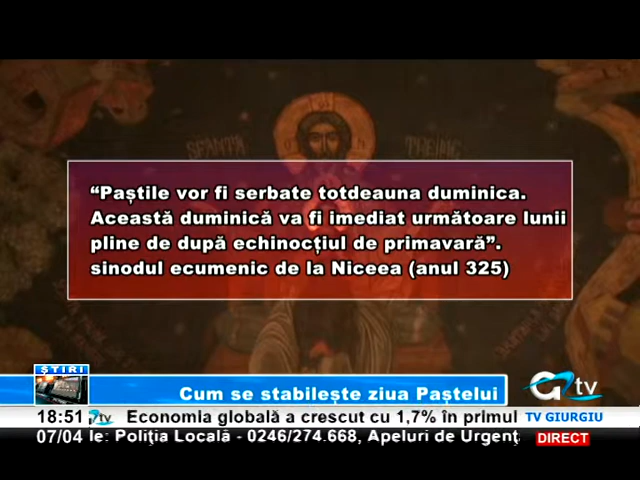 SFANTA
TREIME
“Paștile vor fi serbate totdeauna duminica.
Această duminică va fi imediat următoare lunii
pline de după echinocțiul de primavară”.
sinodul ecumenic de la Niceea (anul 325)
ȘTIRI
Cum se stabilește ziua Paștelui
G tv
18:51 tv Economia globală a crescut cu 1,7% în primul
TV GIURGIU
07/04 le: Poliția Locală - 0246/274.668, Apeluri de Urgenț
DIRECT